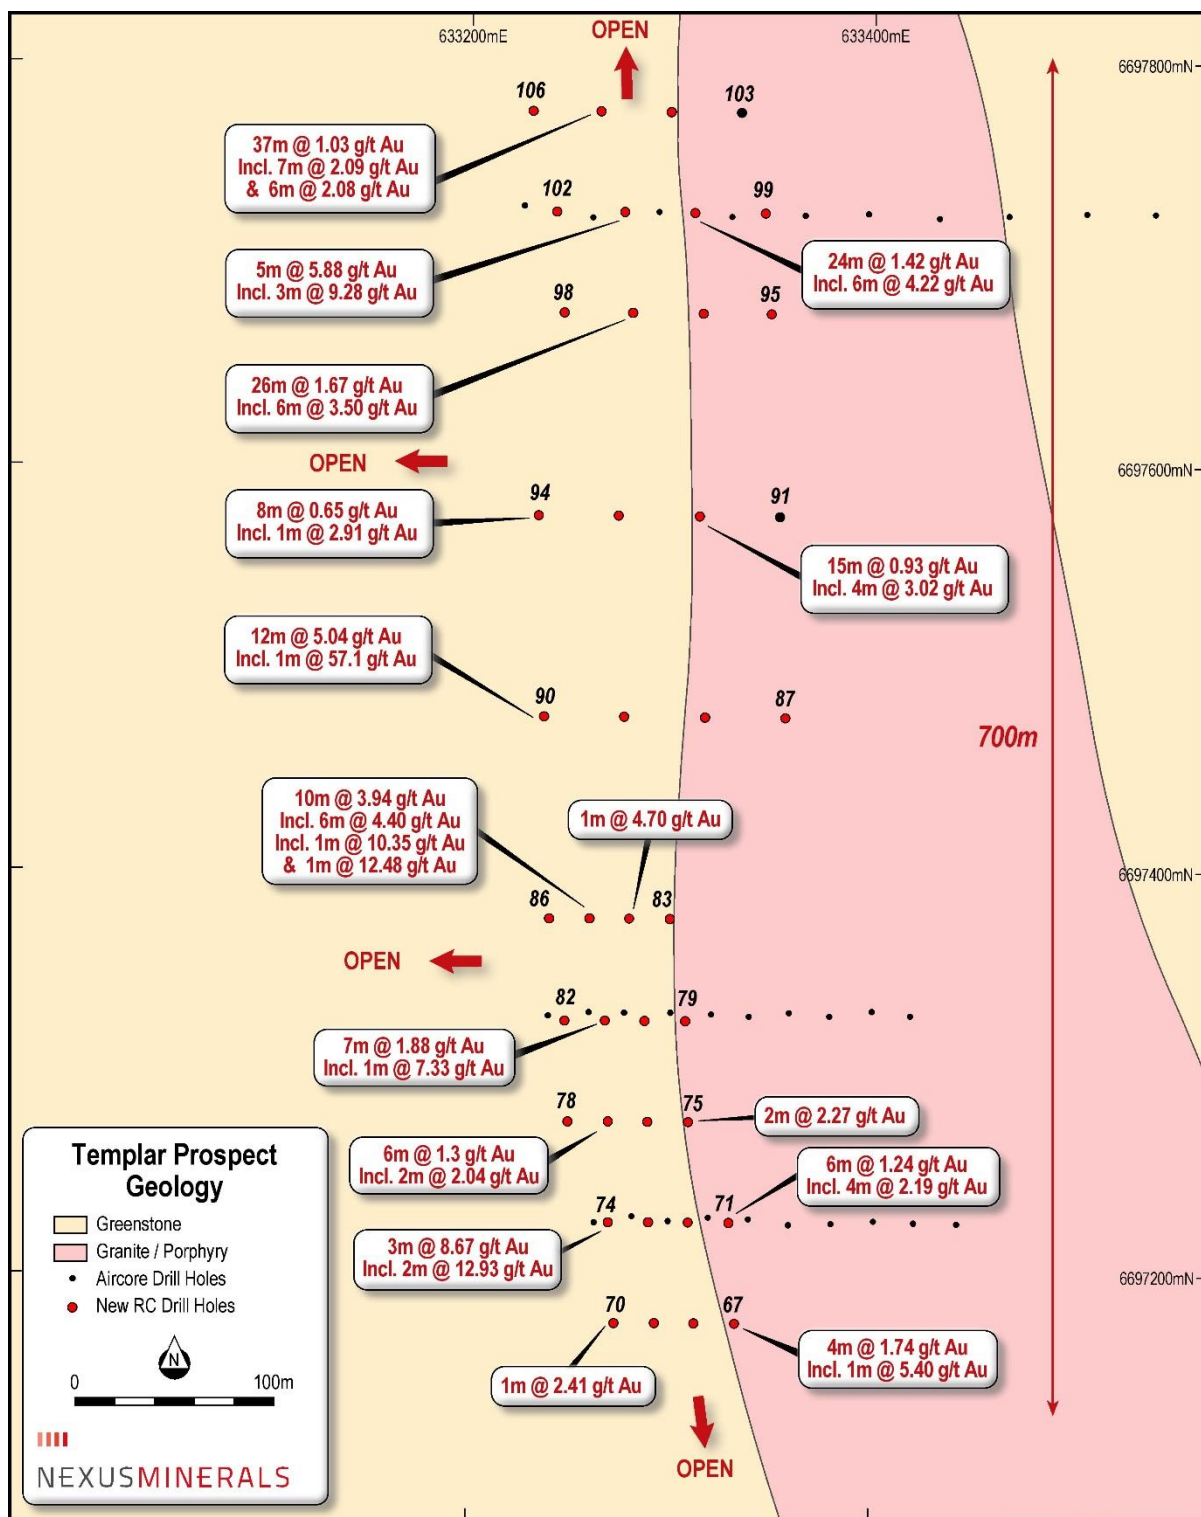 OPEN
633200mE
633400mE
6697800mN
106
103
37m @ 1.03 g/t Au
Incl. 7m @ 2.09 g/t Au
& 6m @ 2.08 g/t Au
102
99
5m @ 5.88 g/t Au
Incl. 3m @ 9.28 g/t Au
24m @ 1.42 g/t Au
Incl. 6m @ 4.22 g/t Au
98
95
26m @ 1.67 g/t Au
Incl. 6m @ 3.50 g/t Au
OPEN
6697600mN
94
91
8m @ 0.65 g/t Au
Incl. 1m @ 2.91 g/t Au
15m @ 0.93 g/t Au
Incl. 4m @ 3.02 g/t Au
12m @ 5.04 g/t Au
Incl. 1m @ 57.1 g/t Au
90
87
700m
10m @ 3.94 g/t Au
Incl. 6m @ 4.40 g/t Au
Incl. 1m @ 10.35 g/t Au
& 1m @ 12.48 g/t Au
1m @ 4.70 g/t Au
6697400mN
86
83
OPEN
82
79
7m @ 1.88 g/t Au
Incl. 1m @ 7.33 g/t Au
78
75
2m @ 2.27 g/t Au
6m @ 1.3 g/t Au
Incl. 2m @ 2.04 g/t Au
6m @ 1.24 g/t Au
Incl. 4m @ 2.19 g/t Au
74
71
3m @ 8.67 g/t Au
Incl. 2m @ 12.93 g/t Au
6697200mN
70
67
4m @ 1.74 g/t Au
Incl. 1m @ 5.40 g/t Au
1m @ 2.41 g/t Au
OPEN
Templar Prospect
Geology
Greenstone
Granite / Porphyry
Aircore Drill Holes
New RC Drill Holes
N
0
100m
NEXUSMINERALS